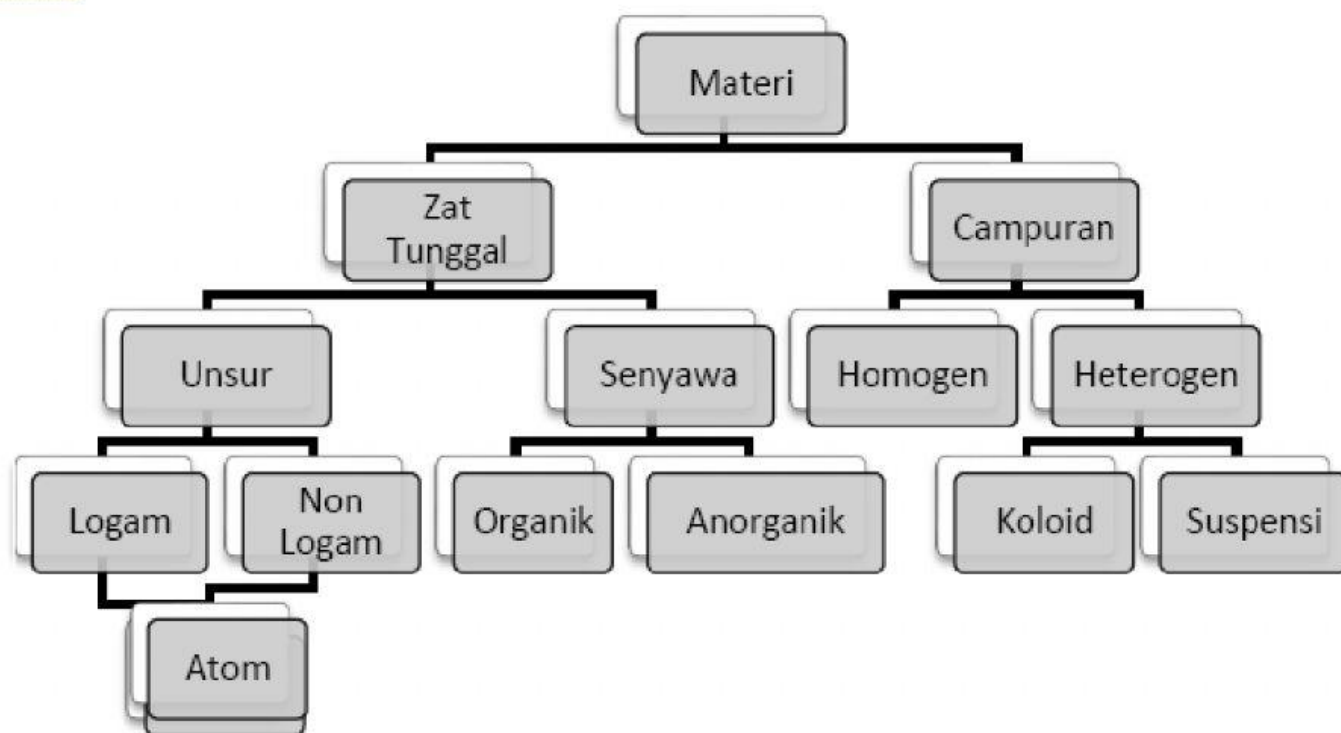 Materi
Zat
Tunggal
Campuran
Unsur
Senyawa
Homogen
Heterogen
Logam
Non
Logam
Organik
Anorganik
Koloid
Suspensi
Atom